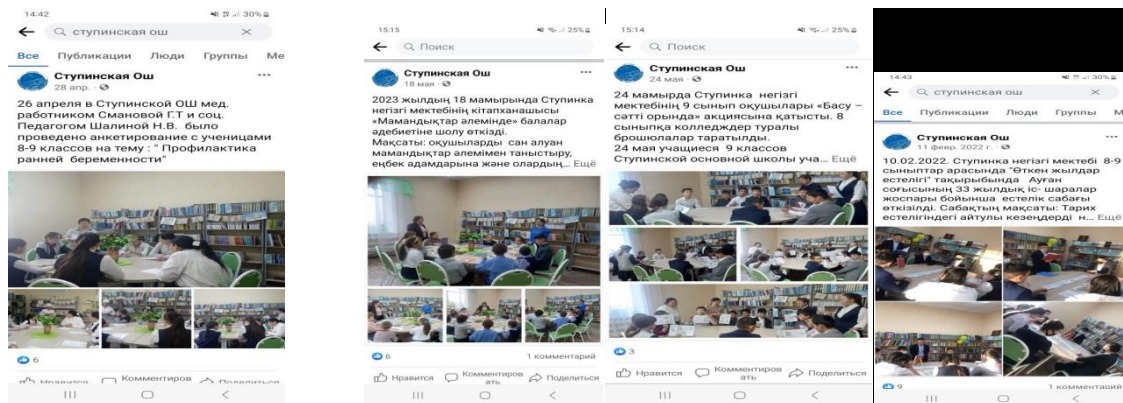 14:42
30%
ступинская ош
Все Публикации Люди Группы Ме
Ступинская Ош
28 апр.
26 апреля в Ступинской ОШ мед.
работником Смановой Г.Т и соц.
Педагогом Шалиной Н.В. было
проведено анкетирование с ученицами
8-9 классов на тему : " Профилактика
ранней беременности"
6
Нравится Комментировать Поделиться
15:15
25%
Поиск
Ступинская Ош
18 мая
2023 жылдың 18 мамырында Ступинка
негізгі мектебінің кітапханашысы
«Мамандықтар әлемінде» балалар
әдебиетіне шолу өткізді.
Мақсаты: оқушыларды сан алуан
мамандықтар әлемімен таныстыру,
еңбек адамдарына және олардың... Ещё
6 1 комментарий
Нравится Комментировать Поделиться
15:14
25%
Поиск
Ступинская Ош
24 мая
24 мамырда Ступинка негізгі
мектебінің 9 сынып оқушылары «Басу –
сәтті орында» акциясына қатысты. 8
сыныпқа колледждер туралы
брошюралар таратылды.
24 мая учащиеся 9 классов
Ступинской основной школы уча... Ещё
3
Нравится Комментировать Поделиться
14:43
30%
ступинская ош
Все Публикации Люди Группы М
Ступинская Ош
11 февр. 2022 г.
10.02.2022. Ступинка негізгі мектебі 8-9
сыныптар арасында "Өткен жылдар
естелігі" тақырыбында Ауған
соғысының 33 жылдық іс- шаралар
жоспары бойынша естелік сабағы
өткізілді. Сабақтың мақсаты: Тарих
естелігіндегі айтулы кезеңдерді н... Ещё
9 1 комментарий